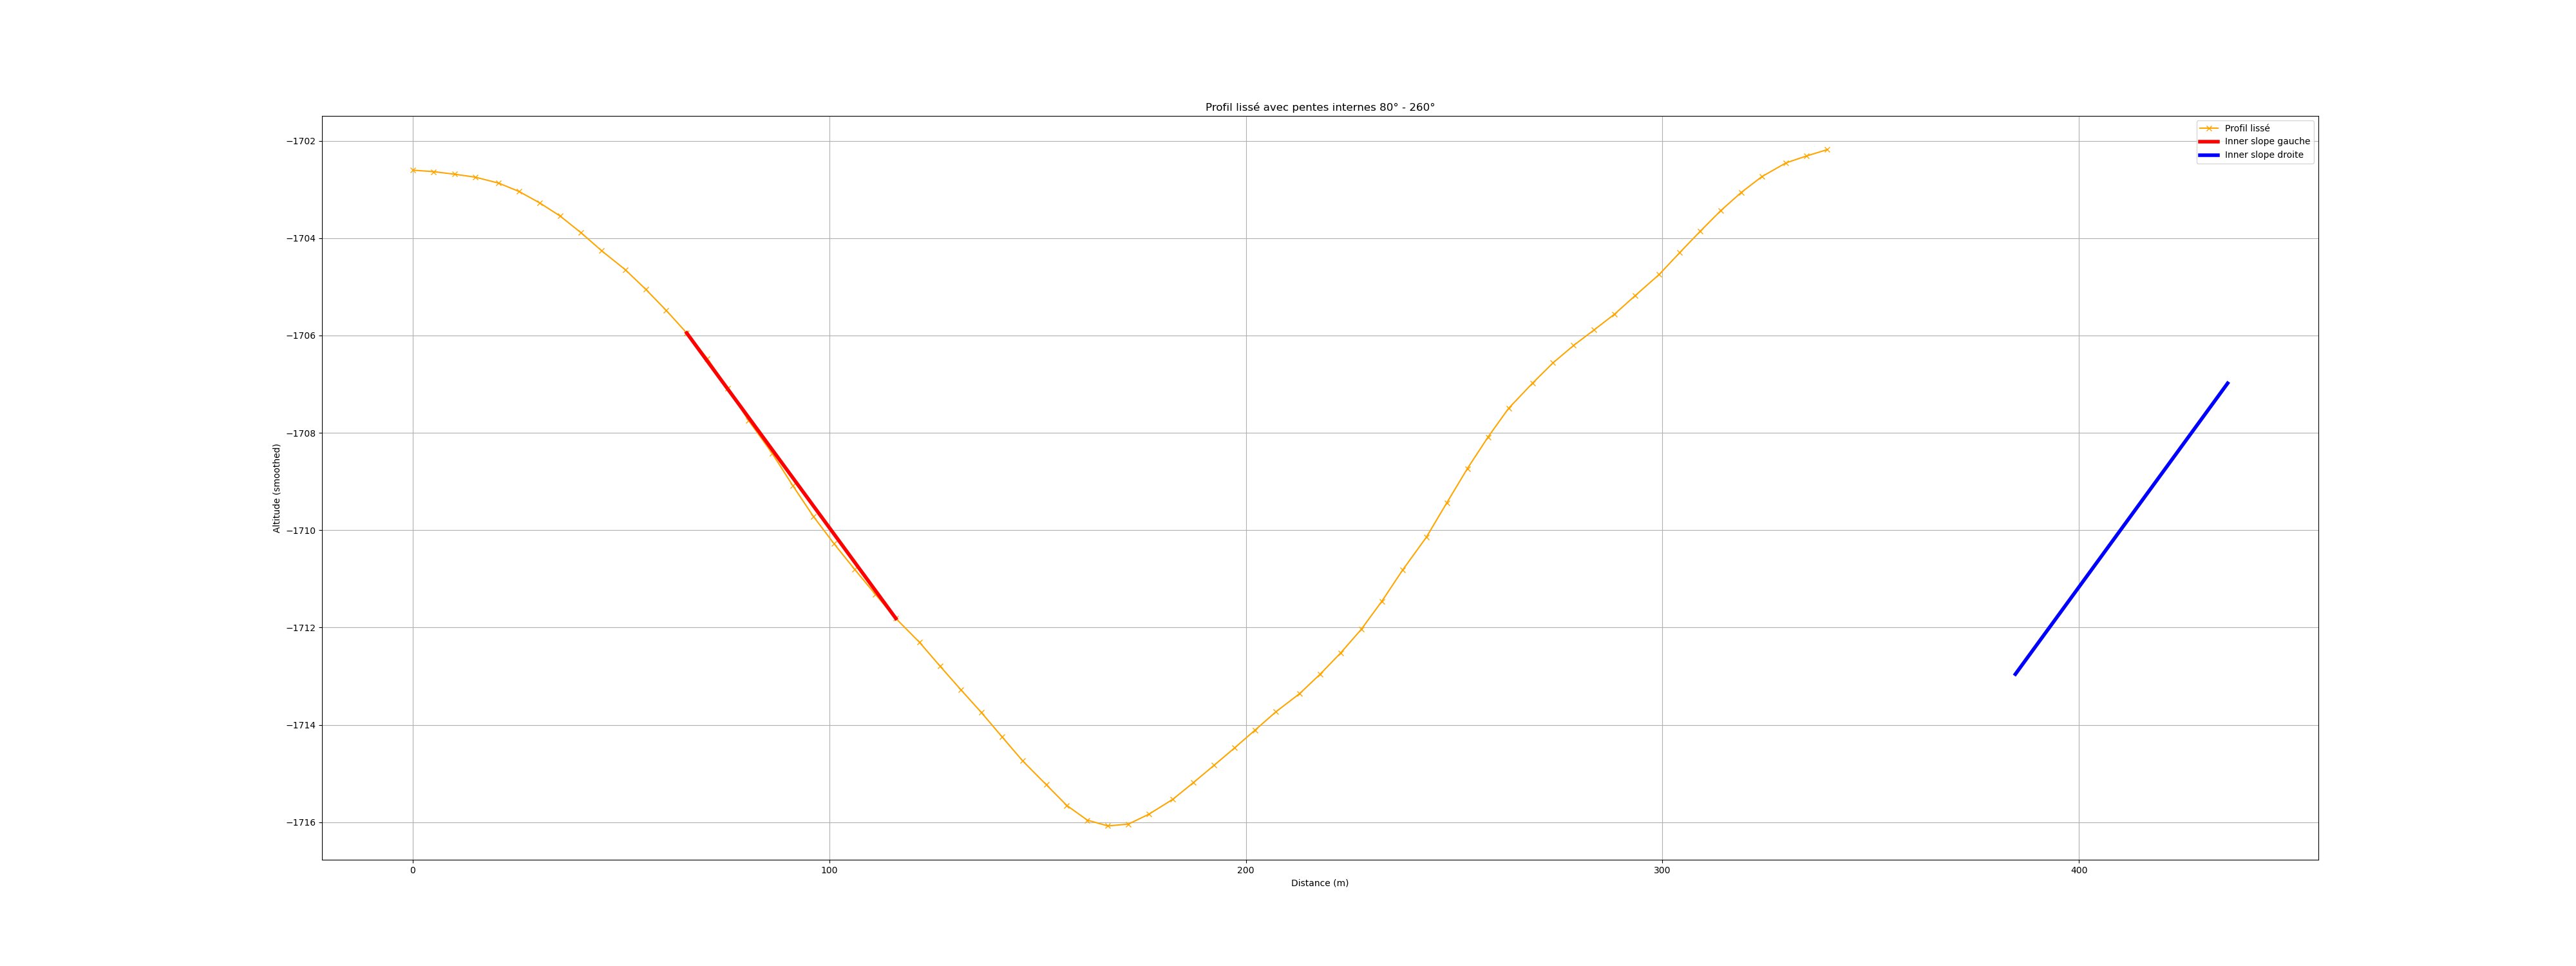 Profil lissé avec pentes internes 80° - 260°
Profil lissé
Inner slope gauche
Inner slope droite
−1702
−1704
−1706
−1708
−1710
−1712
−1714
−1716
Altitude (smoothed)
0 100 200 300 400
Distance (m)